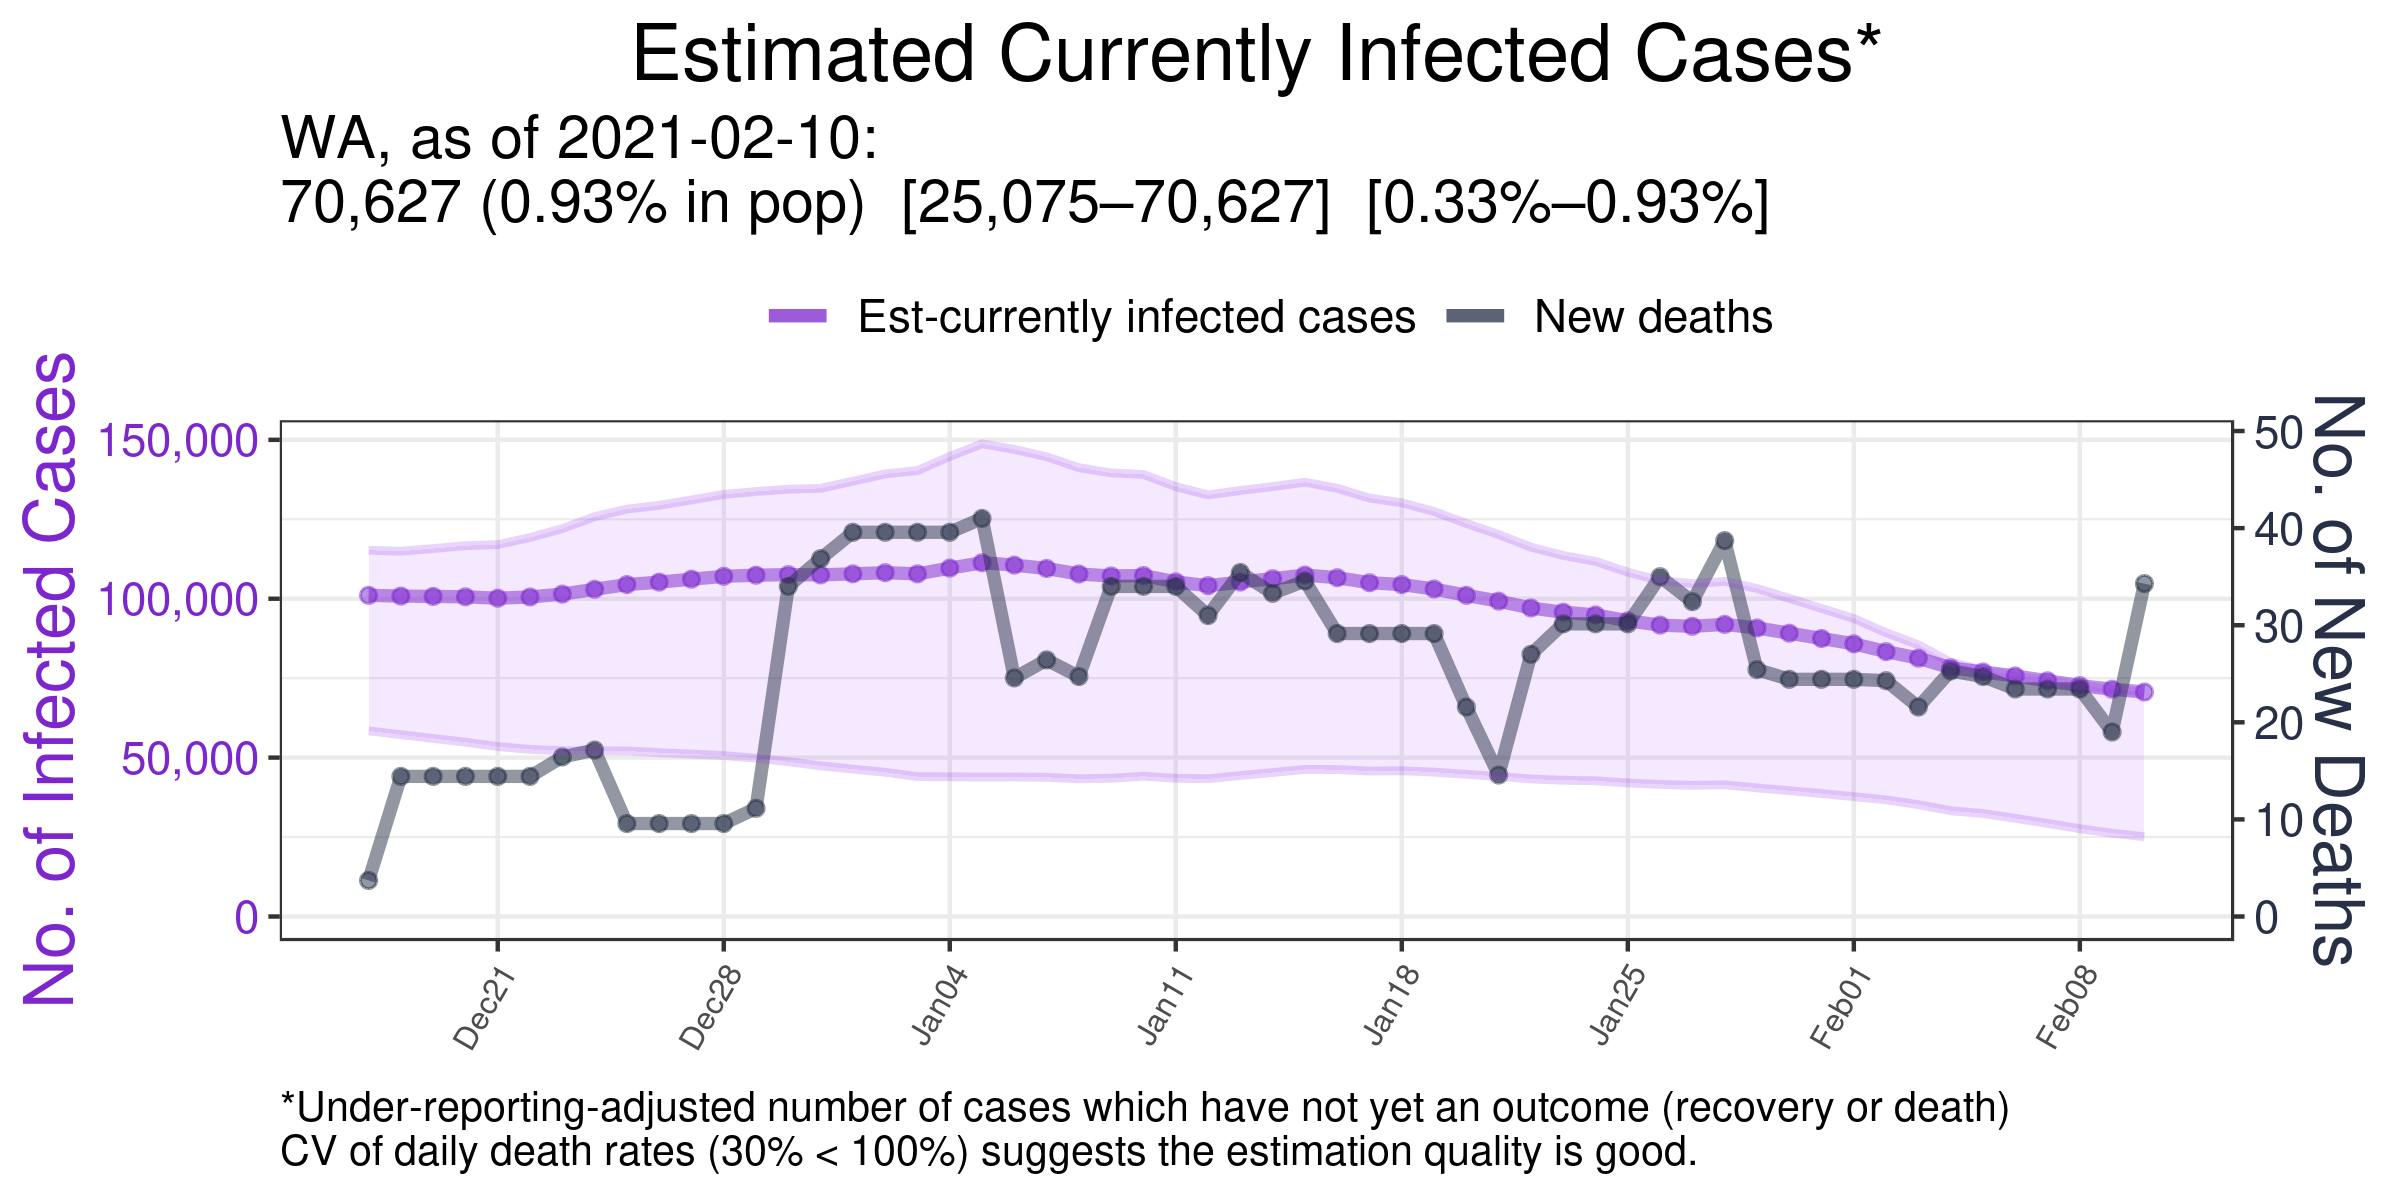 Estimated Currently Infected Cases*
WA, as of 2021-02-10:
70,627 (0.93% in pop)  [25,075–70,627]  [0.33%–0.93%]
Est-currently infected cases
New deaths
No. of Infected Cases
150,000
100,000
50,000
0
50
40
30
20
10
0
No. of New Deaths
Dec21
Dec28
Jan04
Jan11
Jan18
Jan25
Feb01
Feb08
*Under-reporting-adjusted number of cases which have not yet an outcome (recovery or death)
CV of daily death rates (30% < 100%) suggests the estimation quality is good.